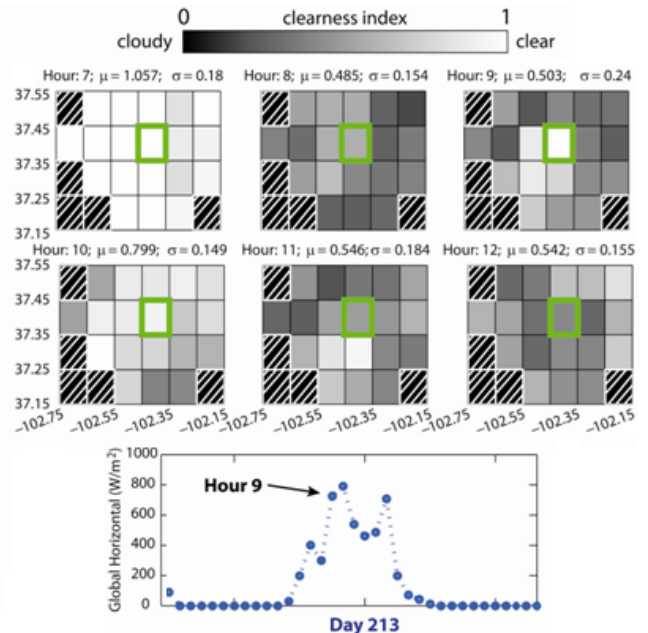 0 clearness index 1
cloudy clear
Hour: 7; μ = 1.057; σ = 0.18
Hour: 8; μ = 0.485; σ = 0.154
Hour: 9; μ = 0.503; σ = 0.24
37.55
37.45
37.35
37.25
37.15
Hour: 10; μ = 0.799; σ = 0.149
Hour: 11; μ = 0.546; σ = 0.184
Hour: 12; μ = 0.542; σ = 0.155
37.55
37.45
37.35
37.25
37.15
−102.75 −102.55 −102.35 −102.15
−102.75 −102.55 −102.35 −102.15
−102.75 −102.55 −102.35 −102.15
Global Horizontal (W/m²)
1000
800
600
400
200
0
Hour 9
Day 213